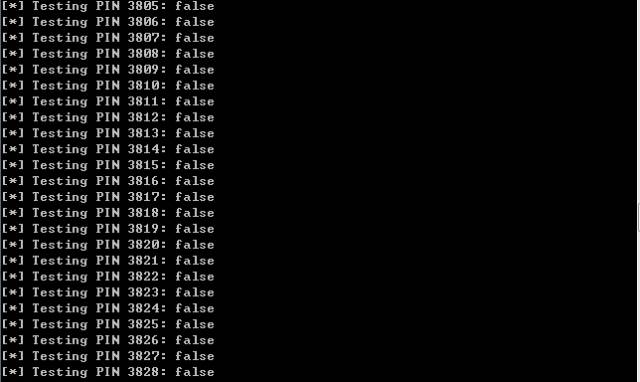 [*] Testing PIN 3805: false
[*] Testing PIN 3806: false
[*] Testing PIN 3807: false
[*] Testing PIN 3808: false
[*] Testing PIN 3809: false
[*] Testing PIN 3810: false
[*] Testing PIN 3811: false
[*] Testing PIN 3812: false
[*] Testing PIN 3813: false
[*] Testing PIN 3814: false
[*] Testing PIN 3815: false
[*] Testing PIN 3816: false
[*] Testing PIN 3817: false
[*] Testing PIN 3818: false
[*] Testing PIN 3819: false
[*] Testing PIN 3820: false
[*] Testing PIN 3821: false
[*] Testing PIN 3822: false
[*] Testing PIN 3823: false
[*] Testing PIN 3824: false
[*] Testing PIN 3825: false
[*] Testing PIN 3826: false
[*] Testing PIN 3827: false
[*] Testing PIN 3828: false